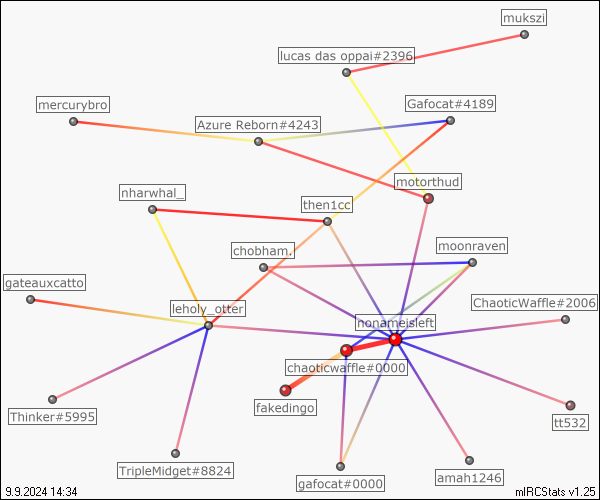 mukszi
lucas das oppai#2396
mercurybro
Gafocat#4189
Azure Reborn#4243
motorthud
nharwhal_
then1cc
chobham.
moonraven
gateauxcatto
leholy_otter
ChaoticWaffle#2006
nonameisleft
chaoticwaffle#0000
fakedingo
Thinker#5995
tt532
TripleMidget#8824
gafocat#0000
amah1246
9.9.2024 14:34
mIRCStats v1.25